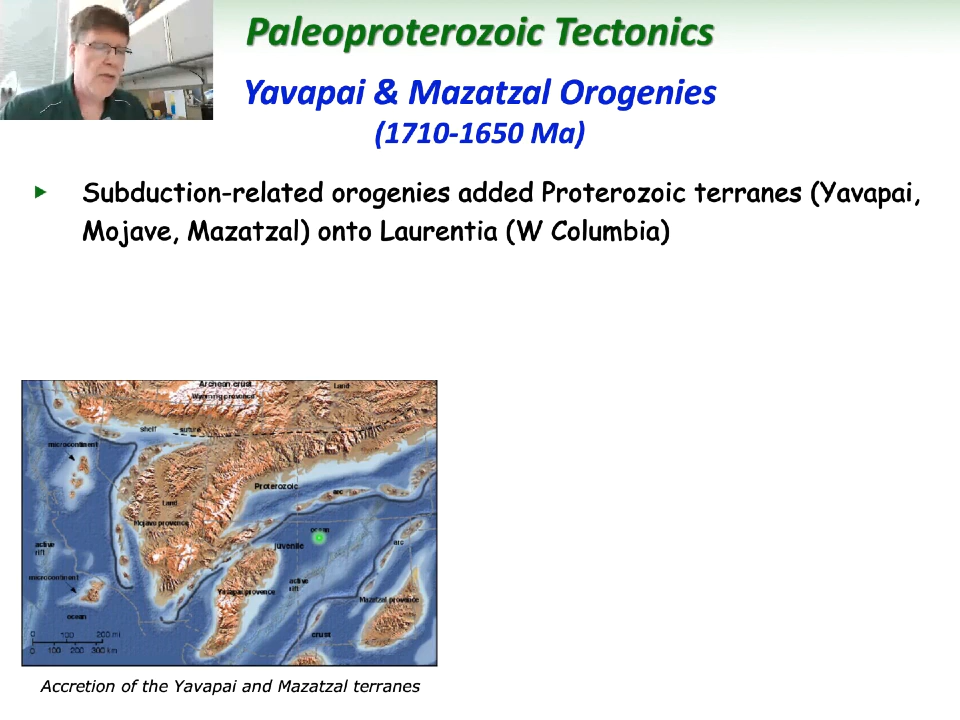 Paleoproterozoic Tectonics
Yavapai & Mazatzal Orogenies
(1710-1650 Ma)
Subduction-related orogenies added Proterozoic terranes (Yavapai,
Mojave, Mazatzal) onto Laurentia (W Columbia)
Archean crust
Land
Wyoming province
shelf
suture
microcontinent
Proterozoic
arc
Land
Mojave province
ocean
active
rift
juvenile
arc
microcontinent
active
rift
Yavapai province
Mazatzal province
ocean
crust
0 100 200 mi
0 100 200 300 km
Accretion of the Yavapai and Mazatzal terranes